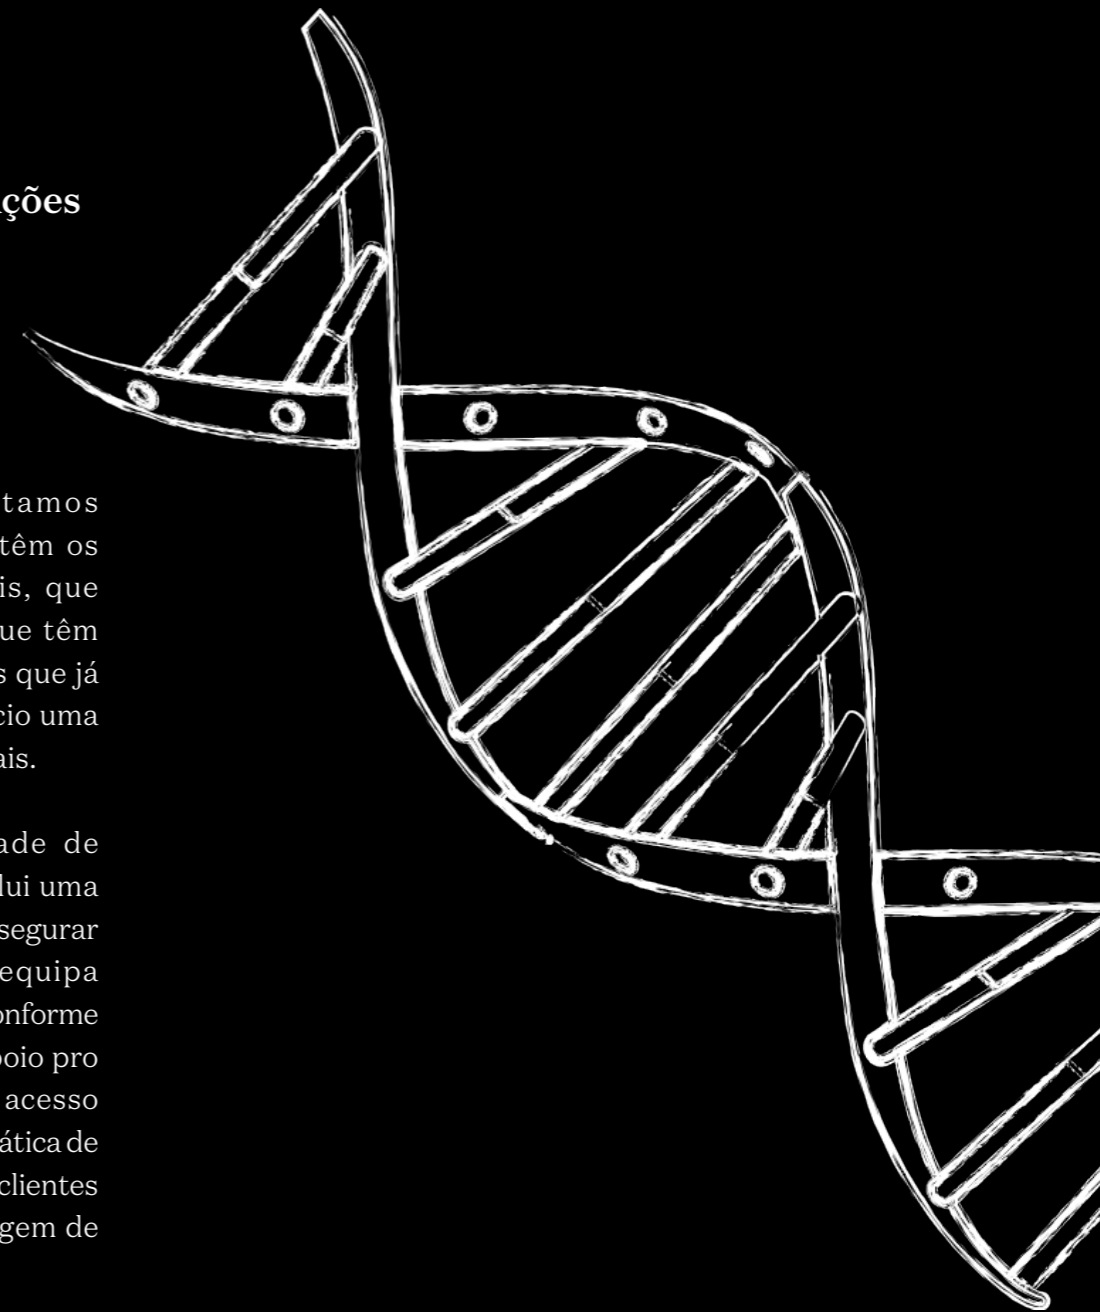 ções
tamos
têm os
is, que
ue têm
s que já
cio uma
ais.
ade de
lui uma
segurar
equipa
onforme
poio pro
acesso
ática de
clientes
gem de